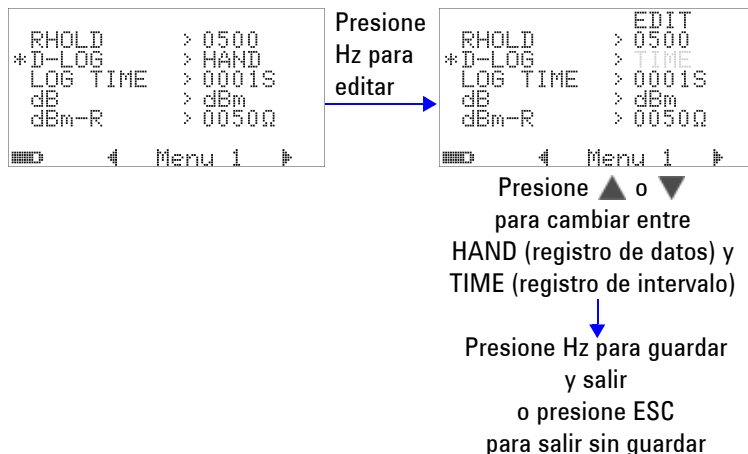 RHOLD > 0500
*D-LOG > HAND
LOG TIME > 0001S
dB > dBm
dBm-R > 0050Ω
Menu 1
Presione
Hz para
editar
EDIT
RHOLD > 0500
*D-LOG > TIME
LOG TIME > 0001S
dB > dBm
dBm-R > 0050Ω
Menu 1
Presione ▲ o ▼
para cambiar entre
HAND (registro de datos) y
TIME (registro de intervalo)
Presione Hz para guardar
y salir
o presione ESC
para salir sin guardar